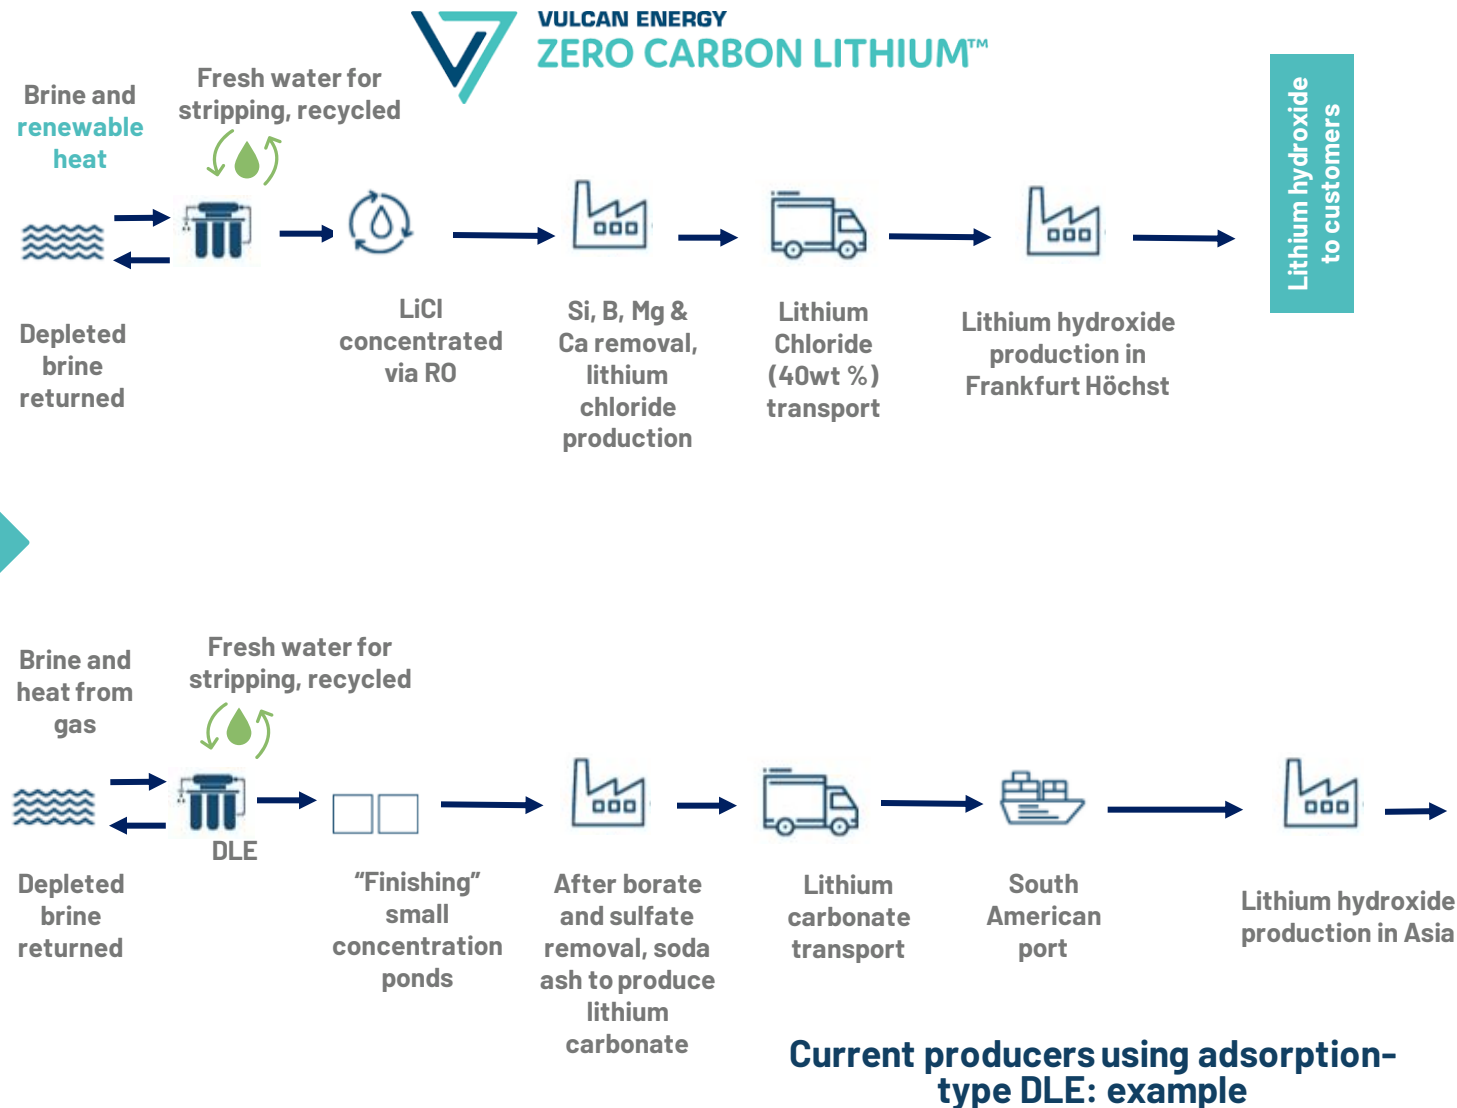 VULCAN ENERGY
ZERO CARBON LITHIUM™
Brine and
renewable
heat
Fresh water for
stripping, recycled
Depleted
brine
returned
LiCl
concentrated
via RO
Si, B, Mg &
Ca removal,
lithium
chloride
production
Lithium
Chloride
(40wt %)
transport
Lithium hydroxide
production in
Frankfurt Höchst
Lithium hydroxide
to customers
Brine and
heat from
gas
Fresh water for
stripping, recycled
DLE
Depleted
brine
returned
“Finishing”
small
concentration
ponds
After borate
and sulfate
removal, soda
ash to produce
lithium
carbonate
Lithium
carbonate
transport
South
American
port
Lithium hydroxide
production in Asia
Current producers using adsorption-
type DLE: example